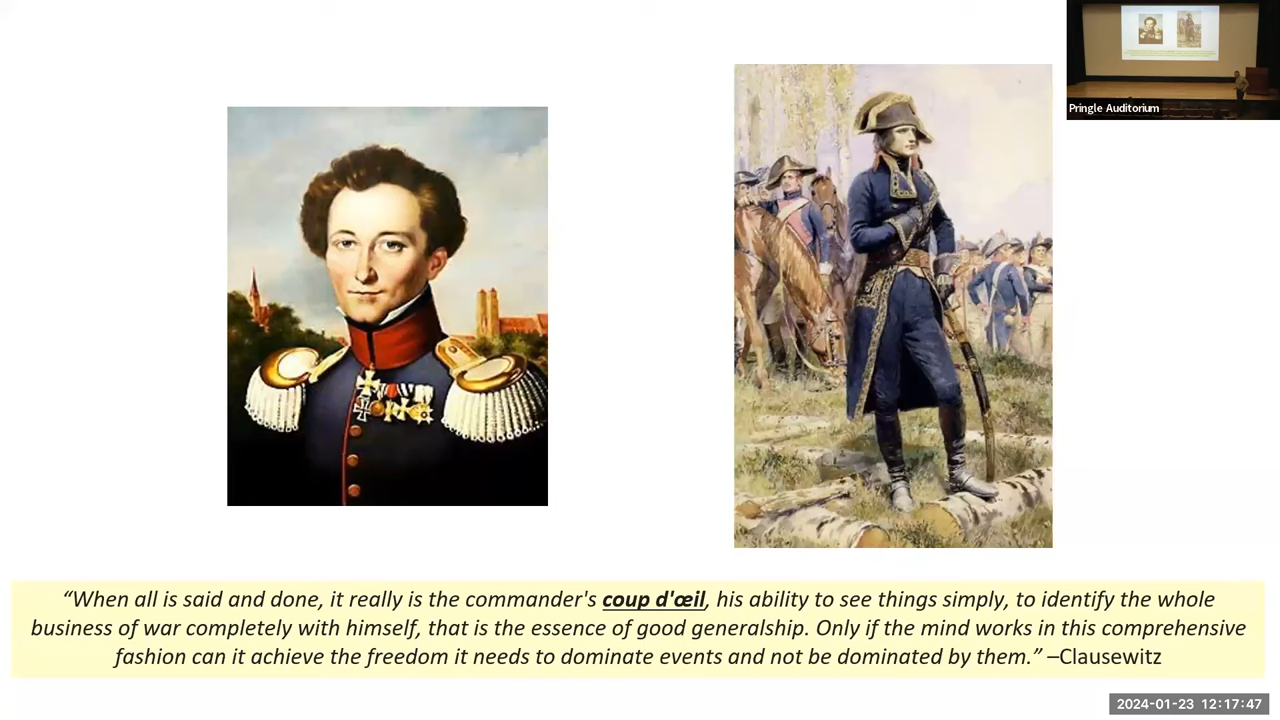 Pringle Auditorium
“When all is said and done, it really is the commander's coup d'œil, his ability to see things simply, to identify the whole
business of war completely with himself, that is the essence of good generalship. Only if the mind works in this comprehensive
fashion can it achieve the freedom it needs to dominate events and not be dominated by them.” –Clausewitz
2024-01-23 12:17:47